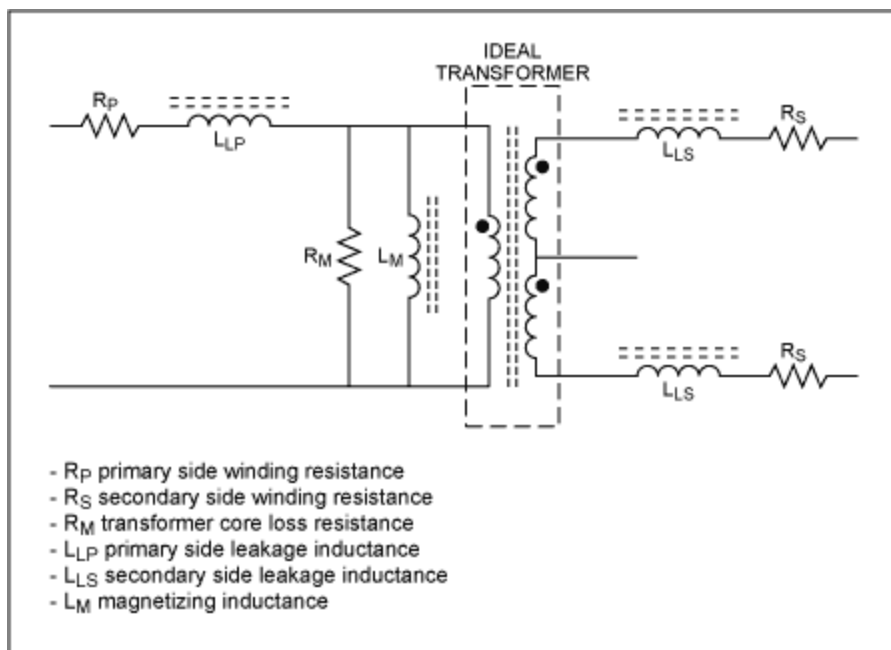 IDEAL
TRANSFORMER
RP
LLP
RM
LM
LLS
RS
LLS
RS
- RP primary side winding resistance
- RS secondary side winding resistance
- RM transformer core loss resistance
- LLP primary side leakage inductance
- LLS secondary side leakage inductance
- LM magnetizing inductance